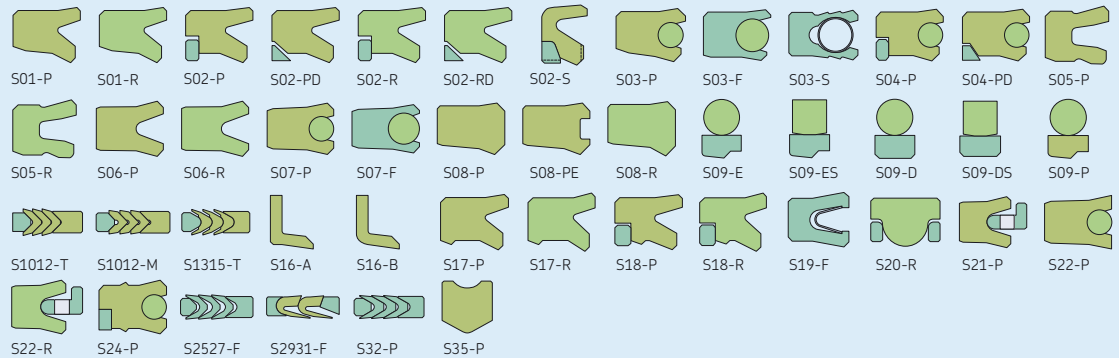 S01-P S01-R S02-P S02-PD S02-R S02-RD S02-S S03-P S03-F S03-S S04-P S04-PD S05-P
S05-R S06-P S06-R S07-P S07-F S08-P S08-PE S08-R S09-E S09-ES S09-D S09-DS S09-P
S1012-T S1012-M S1315-T S16-A S16-B S17-P S17-R S18-P S18-R S19-F S20-R S21-P S22-P
S22-R S24-P S2527-F S2931-F S32-P S35-P